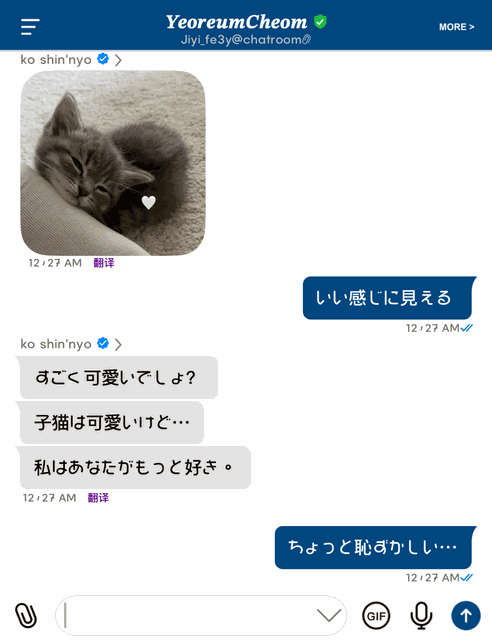 YeoreumCheom
Jiyi_fe3y@chatroom
MORE >
ko shin'nyo
12/27 AM 翻译
いい感じに見える
12/27 AM
ko shin'nyo
すごく可愛いでしょ?
子猫は可愛いけど…
私はあなたがもっと好き。
12/27 AM 翻译
ちょっと恥ずかしい…
12/27 AM
GIF